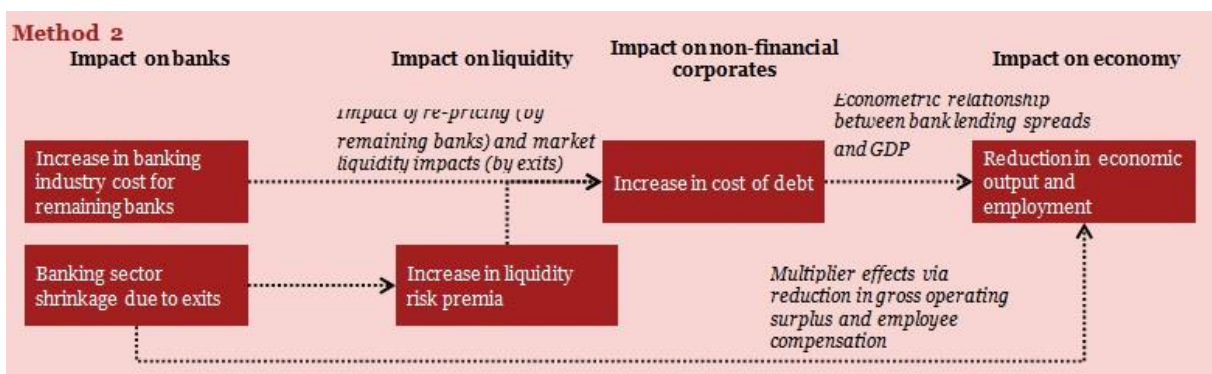 Method 2
Impact on banks
Impact on liquidity
Impact on non-financial
corporates
Impact on economy
Impact of re-pricing (by
remaining banks) and market
liquidity impacts (by exits)
Econometric relationship
between bank lending spreads
and GDP
Increase in banking
industry cost for
remaining banks
Increase in cost of debt
Reduction in economic
output and
employment
Banking sector
shrinkage due to exits
Increase in liquidity
risk premia
Multiplier effects via
reduction in gross operating
surplus and employee
compensation